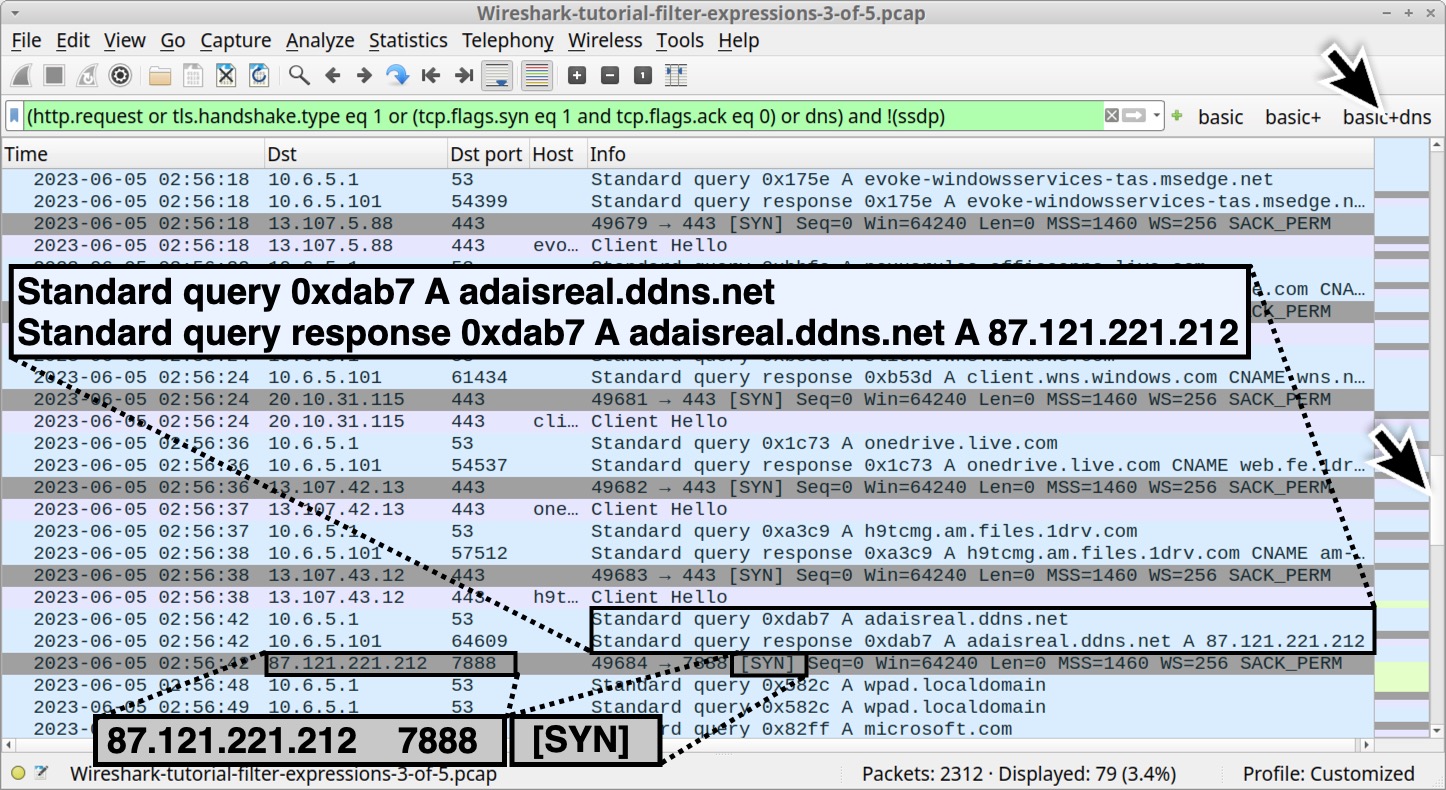 Wireshark-tutorial-filter-expressions-3-of-5.pcap
File Edit View Go Capture Analyze Statistics Telephony Wireless Tools Help
(http.request or tls.handshake.type eq 1 or (tcp.flags.syn eq 1 and tcp.flags.ack eq 0) or dns) and !(ssdp) basic basic+ basic+dns
Time Dst Dst port Host Info
2023-06-05 02:56:18 10.6.5.1 53 Standard query 0x175e A evoke-windowsservices-tas.msedge.net
2023-06-05 02:56:18 10.6.5.101 54399 Standard query response 0x175e A evoke-windowsservices-tas.msedge.n…
2023-06-05 02:56:18 13.107.5.88 443 49679 → 443 [SYN] Seq=0 Win=64240 Len=0 MSS=1460 WS=256 SACK_PERM
2023-06-05 02:56:18 13.107.5.88 443 evo… Client Hello
Standard query 0xdab7 A adaisreal.ddns.net
e.com CNA…
CK_PERM
Standard query response 0xdab7 A adaisreal.ddns.net A 87.121.221.212
2023-06-05 02:56:24 10.6.5.101 61434 Standard query response 0xb53d A client.wns.windows.com CNAME wns.n…
2023-06-05 02:56:24 20.10.31.115 443 49681 → 443 [SYN] Seq=0 Win=64240 Len=0 MSS=1460 WS=256 SACK_PERM
2023-06-05 02:56:24 20.10.31.115 443 cli… Client Hello
2023-06-05 02:56:36 10.6.5.1 53 Standard query 0x1c73 A onedrive.live.com
2023-06-05 02:56:36 10.6.5.101 54537 Standard query response 0x1c73 A onedrive.live.com CNAME web.fe.1dr…
2023-06-05 02:56:36 13.107.42.13 443 49682 → 443 [SYN] Seq=0 Win=64240 Len=0 MSS=1460 WS=256 SACK_PERM
2023-06-05 02:56:37 13.107.42.13 443 one… Client Hello
2023-06-05 02:56:37 10.6.5.1 53 Standard query 0xa3c9 A h9tcmg.am.files.1drv.com
2023-06-05 02:56:38 10.6.5.101 57512 Standard query response 0xa3c9 A h9tcmg.am.files.1drv.com CNAME am-…
2023-06-05 02:56:38 13.107.43.12 443 49683 → 443 [SYN] Seq=0 Win=64240 Len=0 MSS=1460 WS=256 SACK_PERM
2023-06-05 02:56:38 13.107.43.12 443 h9t… Client Hello
2023-06-05 02:56:42 10.6.5.1 53 Standard query 0xdab7 A adaisreal.ddns.net
2023-06-05 02:56:42 10.6.5.101 64609 Standard query response 0xdab7 A adaisreal.ddns.net A 87.121.221.212
2023-06-05 87.121.221.212 7888 49684 → 7888 [SYN] Seq=0 Win=64240 Len=0 MSS=1460 WS=256 SACK_PERM
2023-06-05 02:56:48 10.6.5.1 53 Standard query 0x582c A wpad.localdomain
2023-06-05 02:56:49 10.6.5.1 53 Standard query 0x582c A wpad.localdomain
2023-0 query 0x82ff A microsoft.com
87.121.221.212 7888 [SYN]
Wireshark-tutorial-filter-expressions-3-of-5.pcap Packets: 2312 · Displayed: 79 (3.4%) Profile: Customized